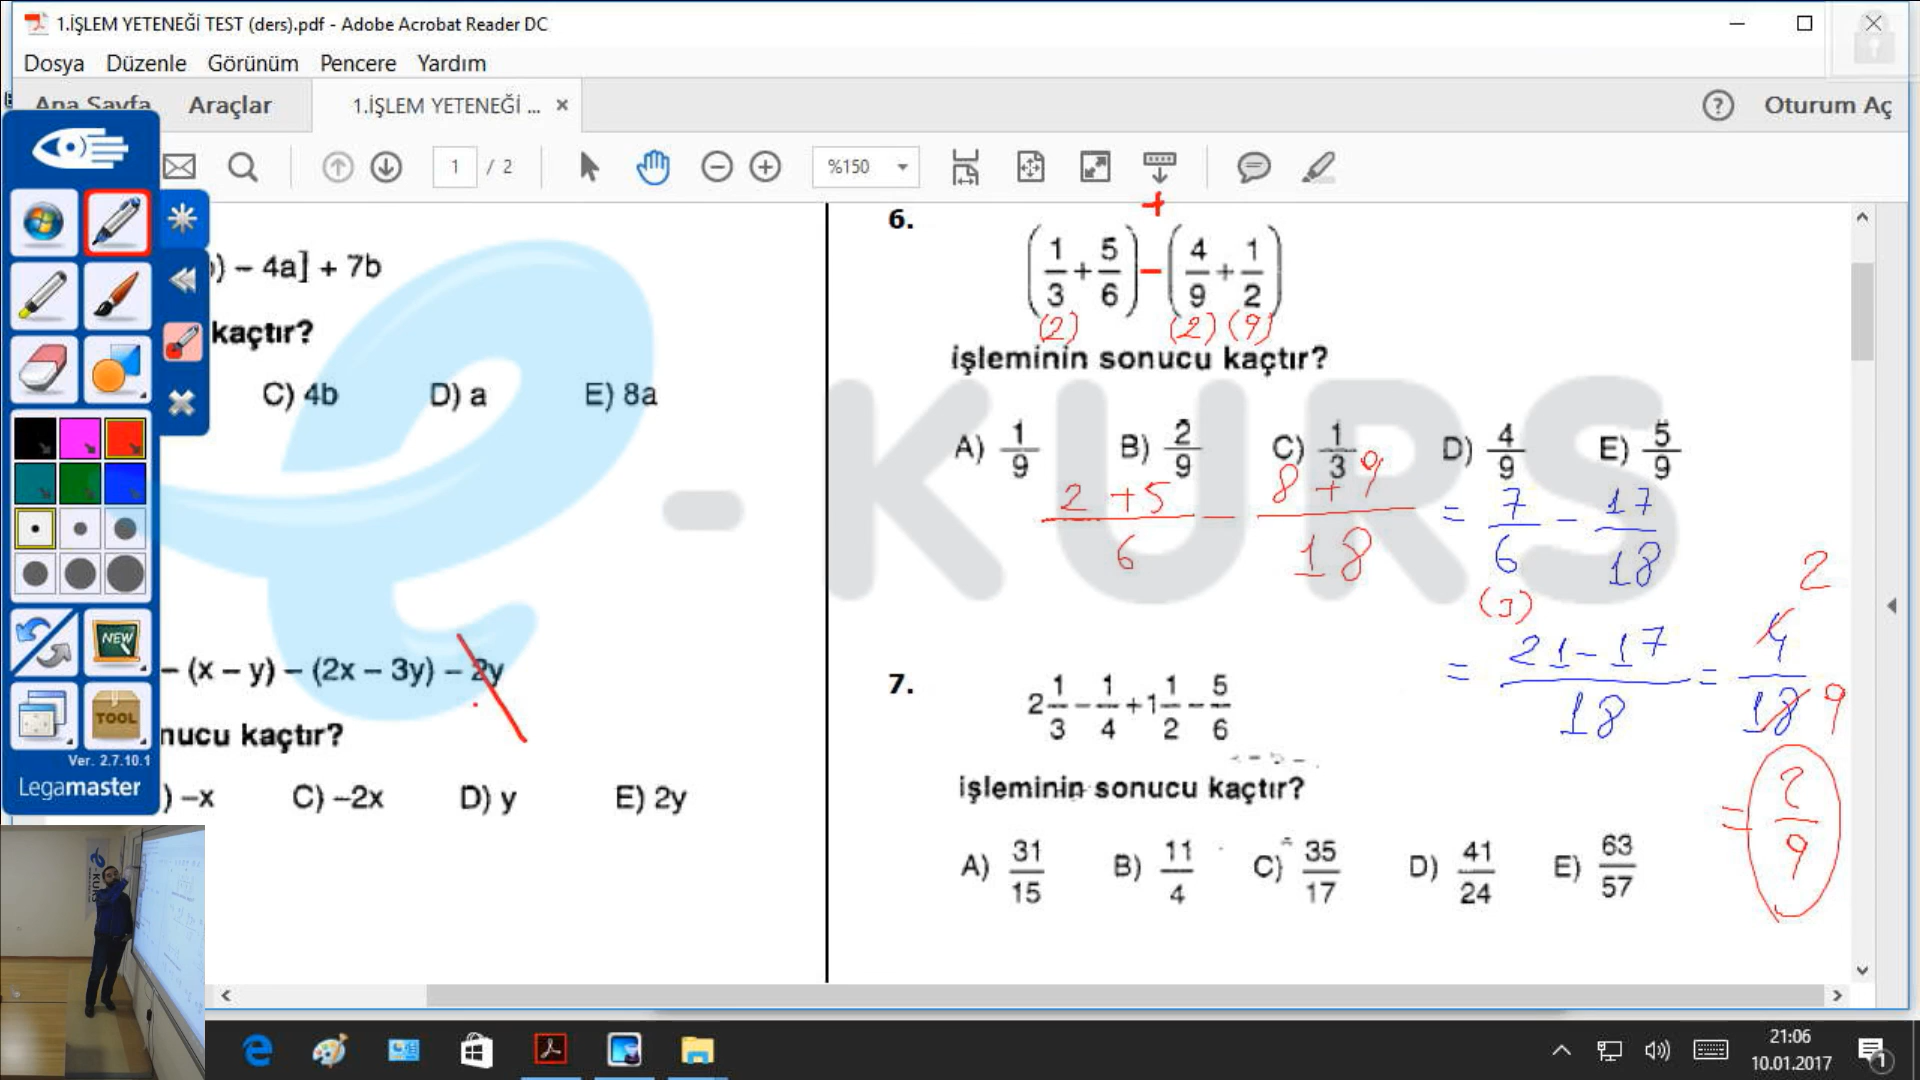 1.İŞLEM YETENEĞİ TEST (ders).pdf - Adobe Acrobat Reader DC
Dosya Düzenle Görünüm Pencere Yardım
Ana Sayfa Araçlar 1.İŞLEM YETENEĞİ ... × Oturum Aç
1 / 2 %150
) – 4a] + 7b
kaçtır?
C) 4b D) a E) 8a
– (x – y) – (2x – 3y) – 2y
nucu kaçtır?
) –x C) –2x D) y E) 2y
6.
(1/3 + 5/6) – (4/9 + 1/2)
+
(2) (2) (9)
işleminin sonucu kaçtır?
A) 1/9 B) 2/9 C) 1/3 D) 4/9 E) 5/9
2 + 5 / 6 – 8 + 9 / 18 = 7/6 – 17/18
(3)
= 21 – 17 / 18 = 4/18
2
9
= 2/9
7.
2 1/3 – 1/4 + 1 1/2 – 5/6
işleminin sonucu kaçtır?
A) 31/15 B) 11/4 C) 35/17 D) 41/24 E) 63/57
e-KURS
NEW
TOOL
Ver. 2.7.10.1
Legamaster
e-KURS
21:06
10.01.2017
1